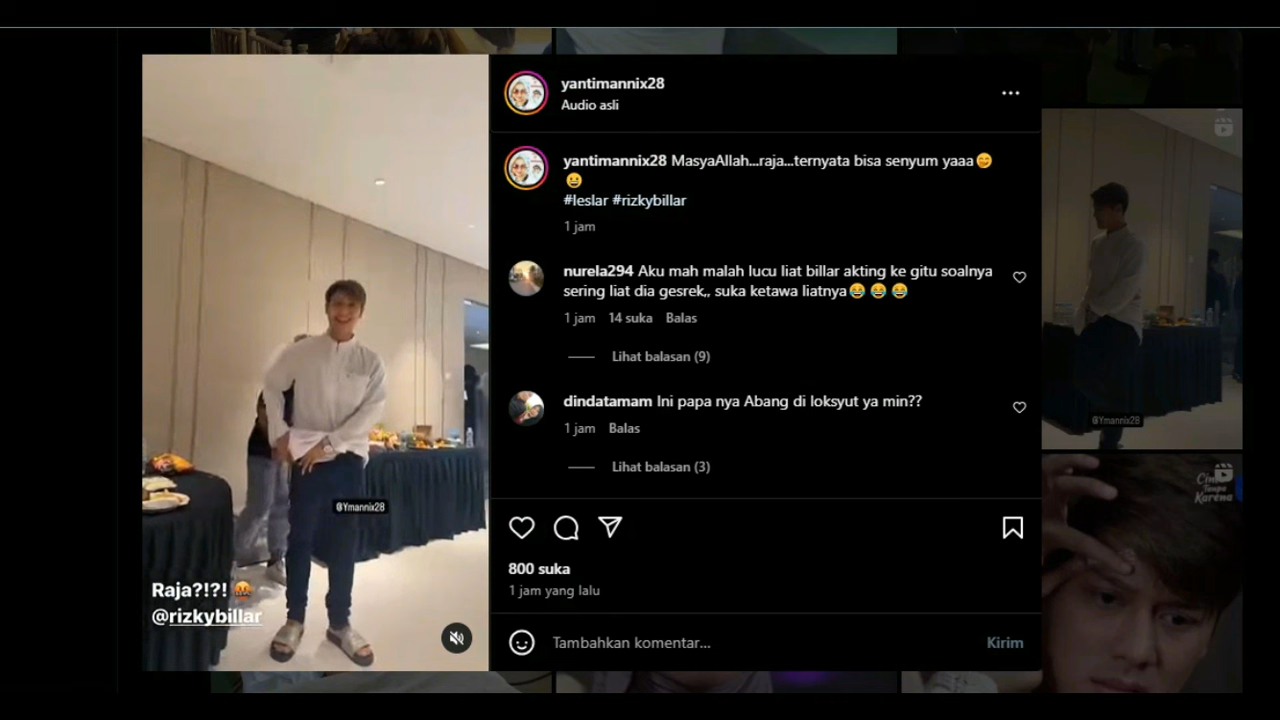 yantimannix28
Audio asli
yantimannix28 MasyaAllah...raja...ternyata bisa senyum yaaa😊
😀
#leslar #rizkybillar
1 jam
nurela294 Aku mah malah lucu liat billar akting ke gitu soalnya
sering liat dia gesrek,, suka ketawa liatnya😂😂😂
1 jam 14 suka Balas
Lihat balasan (9)
dindatamam Ini papa nya Abang di loksyut ya min??
1 jam Balas
Lihat balasan (3)
800 suka
1 jam yang lalu
Tambahkan komentar... Kirim
@Ymannix28
Raja?!?! 🤬
@rizkybillar
@Ymannix28
Karena